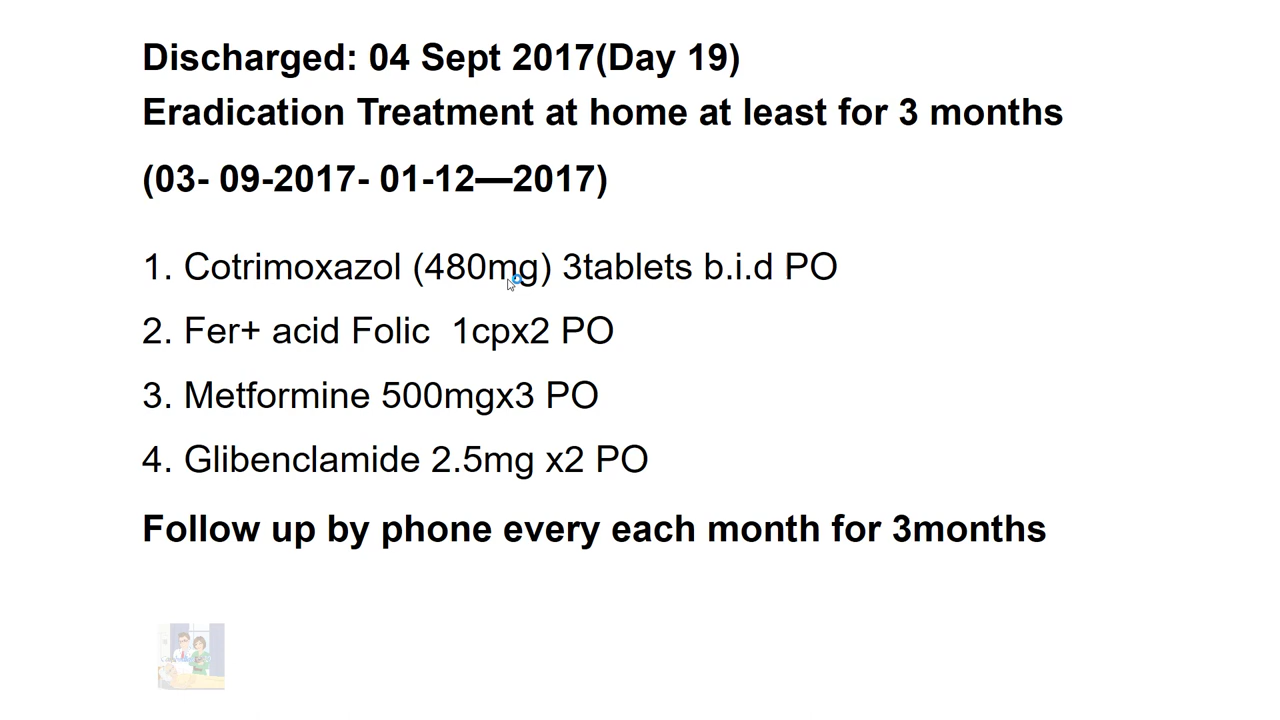 Discharged: 04 Sept 2017(Day 19)
Eradication Treatment at home at least for 3 months
(03- 09-2017- 01-12—2017)
1. Cotrimoxazol (480mg) 3tablets b.i.d PO
2. Fer+ acid Folic  1cpx2 PO
3. Metformine 500mgx3 PO
4. Glibenclamide 2.5mg x2 PO
Follow up by phone every each month for 3months